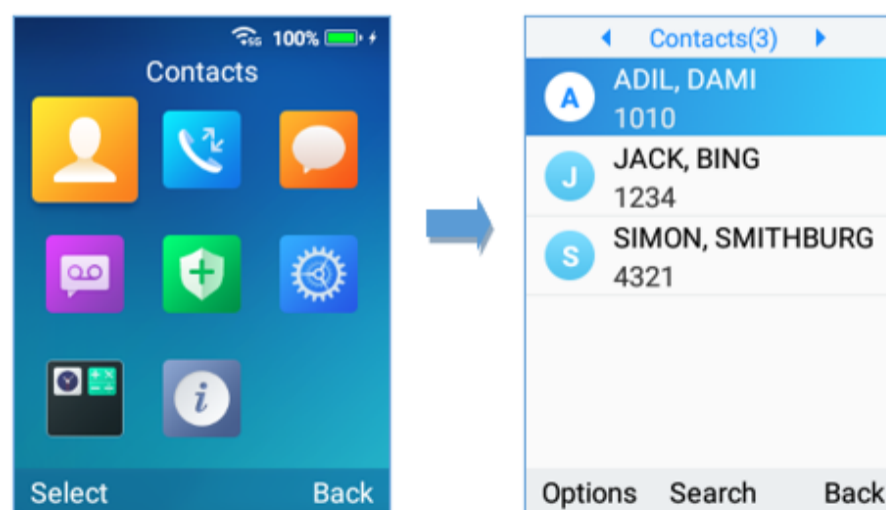 5G 100%
Contacts
i
Select Back
Contacts(3)
A ADIL, DAMI
1010
J JACK, BING
1234
S SIMON, SMITHBURG
4321
Options Search Back